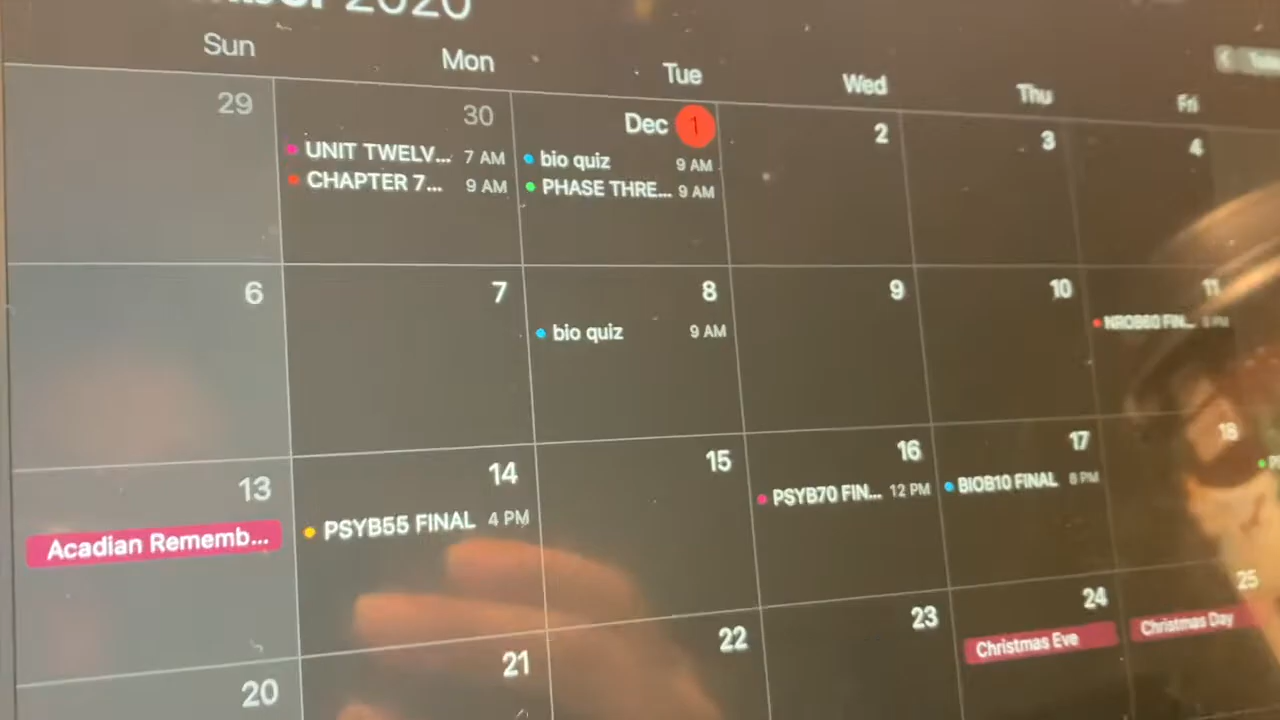 2020
Sun Mon Tue Wed Thu Fri
29 30 Dec 1 2 3 4
UNIT TWELV... 7 AM
CHAPTER 7... 9 AM
bio quiz 9 AM
PHASE THRE... 9 AM
6 7 8 9 10 11
bio quiz 9 AM
NROB60 FIN...
13 14 15 16 17 18
Acadian Rememb...
PSYB55 FINAL 4 PM
PSYB70 FIN... 12 PM
BIOB10 FINAL 8 PM
20 21 22 23 24 25
Christmas Eve
Christmas Day